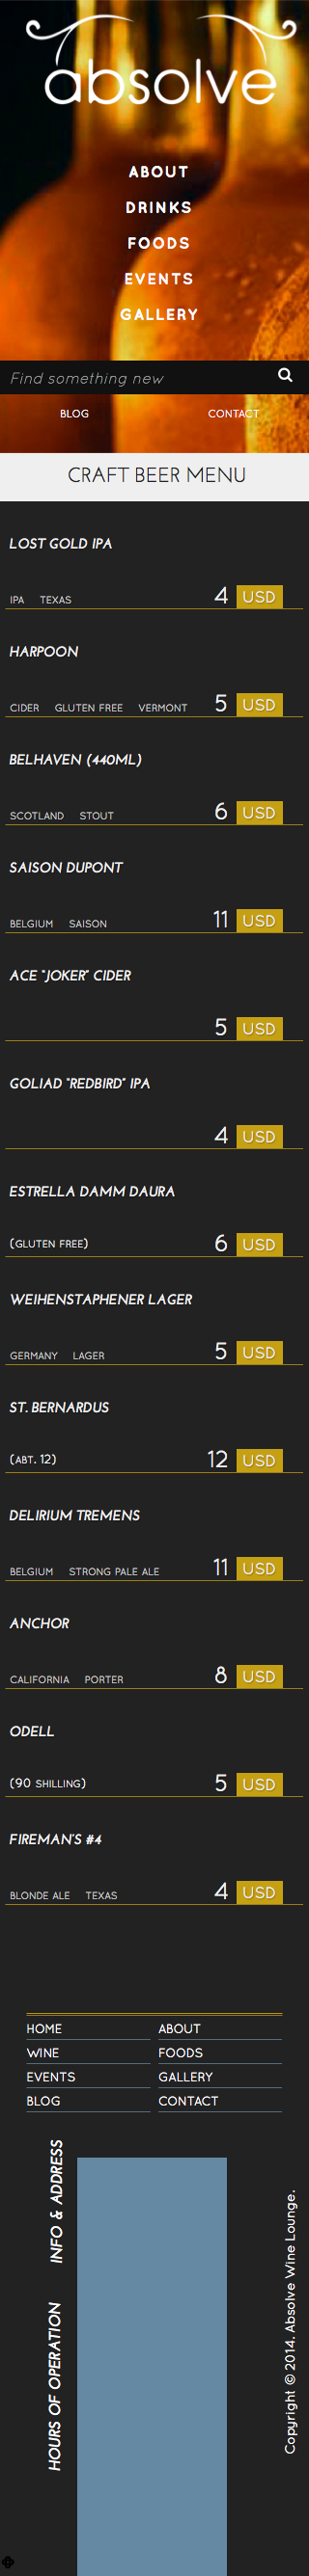 absolve
ABOUT
DRINKS
FOODS
EVENTS
GALLERY
Find something new
BLOG CONTACT
CRAFT BEER MENU
LOST GOLD IPA
IPA TEXAS 4 USD
HARPOON
CIDER GLUTEN FREE VERMONT 5 USD
BELHAVEN (440ML)
SCOTLAND STOUT 6 USD
SAISON DUPONT
BELGIUM SAISON 11 USD
ACE "JOKER" CIDER
5 USD
GOLIAD "REDBIRD" IPA
4 USD
ESTRELLA DAMM DAURA
(GLUTEN FREE) 6 USD
WEIHENSTAPHENER LAGER
GERMANY LAGER 5 USD
ST. BERNARDUS
(ABT. 12) 12 USD
DELIRIUM TREMENS
BELGIUM STRONG PALE ALE 11 USD
ANCHOR
CALIFORNIA PORTER 8 USD
ODELL
(90 SHILLING) 5 USD
FIREMAN'S #4
BLONDE ALE TEXAS 4 USD
HOME ABOUT
WINE FOODS
EVENTS GALLERY
BLOG CONTACT
INFO & ADDRESS
HOURS OF OPERATION
Copyright © 2014. Absolve Wine Lounge.